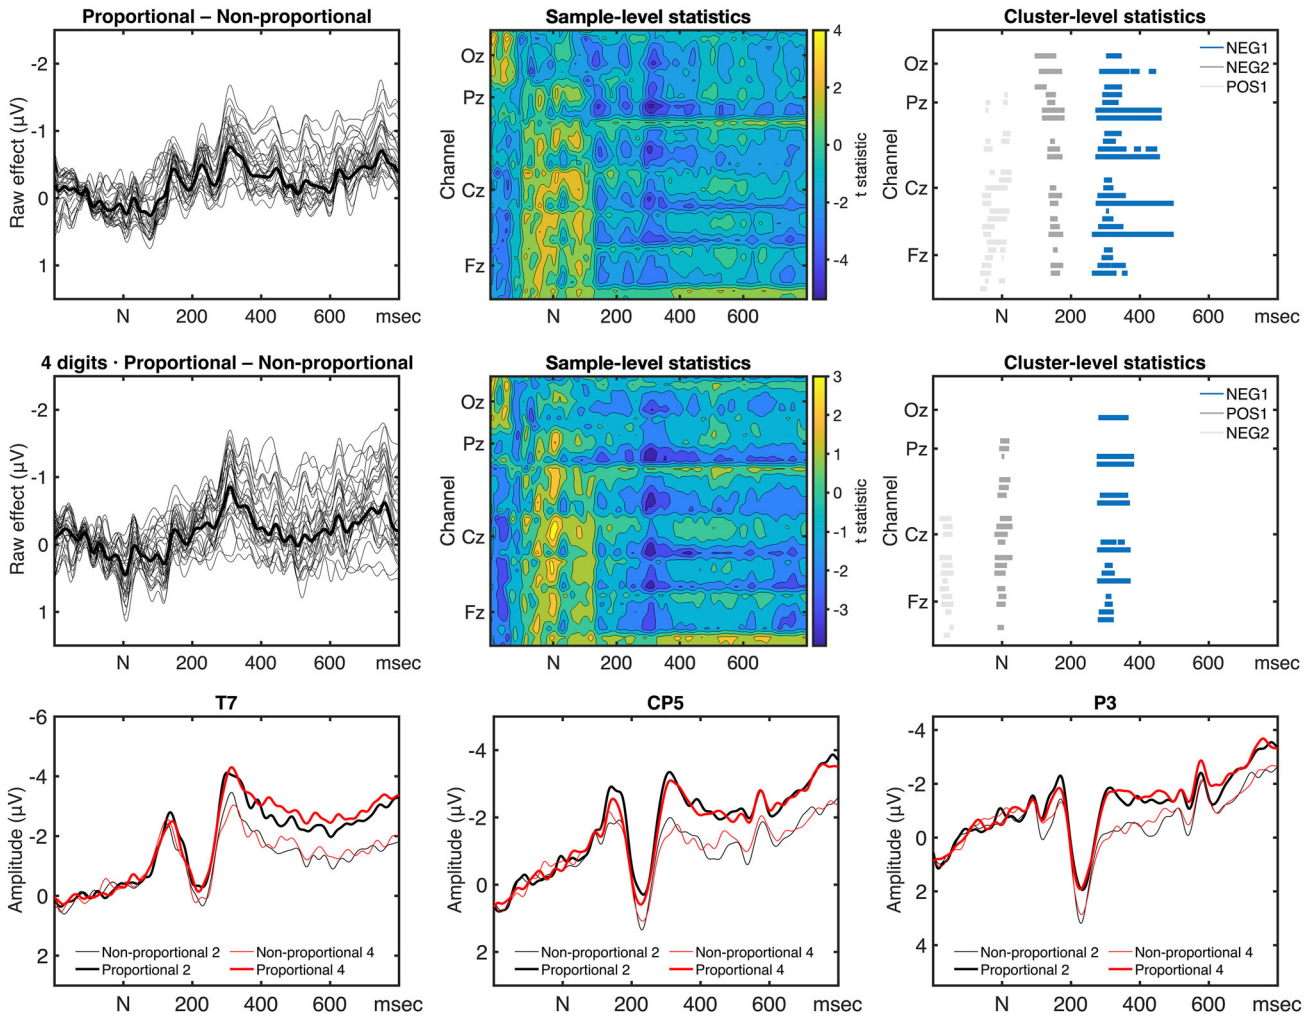 Proportional – Non-proportional
Sample-level statistics
Cluster-level statistics
-2
-1
0
1
Raw effect (μV)
N 200 400 600 msec
Oz
Pz
Cz
Fz
Channel
N 200 400 600
4
2
0
-2
-4
t statistic
Oz
Pz
Cz
Fz
Channel
NEG1
NEG2
POS1
N 200 400 600 msec
4 digits · Proportional – Non-proportional
Sample-level statistics
Cluster-level statistics
-2
-1
0
1
Raw effect (μV)
N 200 400 600 msec
Oz
Pz
Cz
Fz
Channel
N 200 400 600
3
2
1
0
-1
-2
-3
t statistic
Oz
Pz
Cz
Fz
Channel
NEG1
POS1
NEG2
N 200 400 600 msec
T7
CP5
P3
-6
-4
-2
0
2
Amplitude (μV)
Non-proportional 2 Non-proportional 4
Proportional 2 Proportional 4
N 200 400 600 msec
-4
-2
0
2
Amplitude (μV)
Non-proportional 2 Non-proportional 4
Proportional 2 Proportional 4
N 200 400 600 msec
-4
-2
0
2
4
Amplitude (μV)
Non-proportional 2 Non-proportional 4
Proportional 2 Proportional 4
N 200 400 600 msec